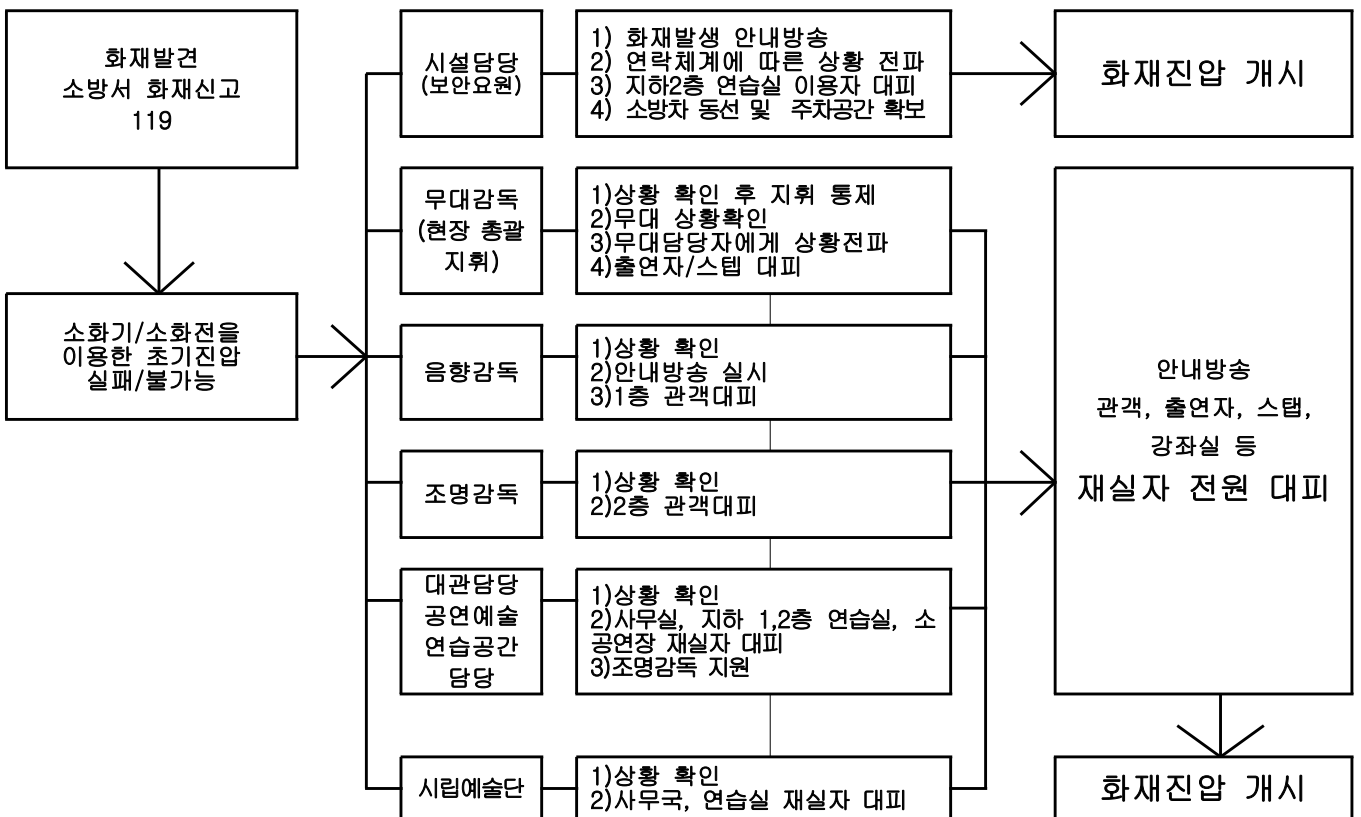 화재발견
소방서 화재신고
119
소화기/소화전을
이용한 초기진압
실패/불가능
시설담당
(보안요원)
1) 화재발생 안내방송
2) 연락체계에 따른 상황 전파
3) 지하2층 연습실 이용자 대피
4) 소방차 동선 및 주차공간 확보
화재진압 개시
무대감독
(현장 총괄
지휘)
1)상황 확인 후 지휘 통제
2)무대 상황확인
3)무대담당자에게 상황전파
4)출연자/스텝 대피
음향감독
1)상황 확인
2)안내방송 실시
3)1층 관객대피
조명감독
1)상황 확인
2)2층 관객대피
대관담당
공연예술
연습공간
담당
1)상황 확인
2)사무실, 지하 1,2층 연습실, 소
공연장 재실자 대피
3)조명감독 지원
시립예술단
1)상황 확인
2)사무국, 연습실 재실자 대피
안내방송
관객, 출연자, 스탭,
강좌실 등
재실자 전원 대피
화재진압 개시